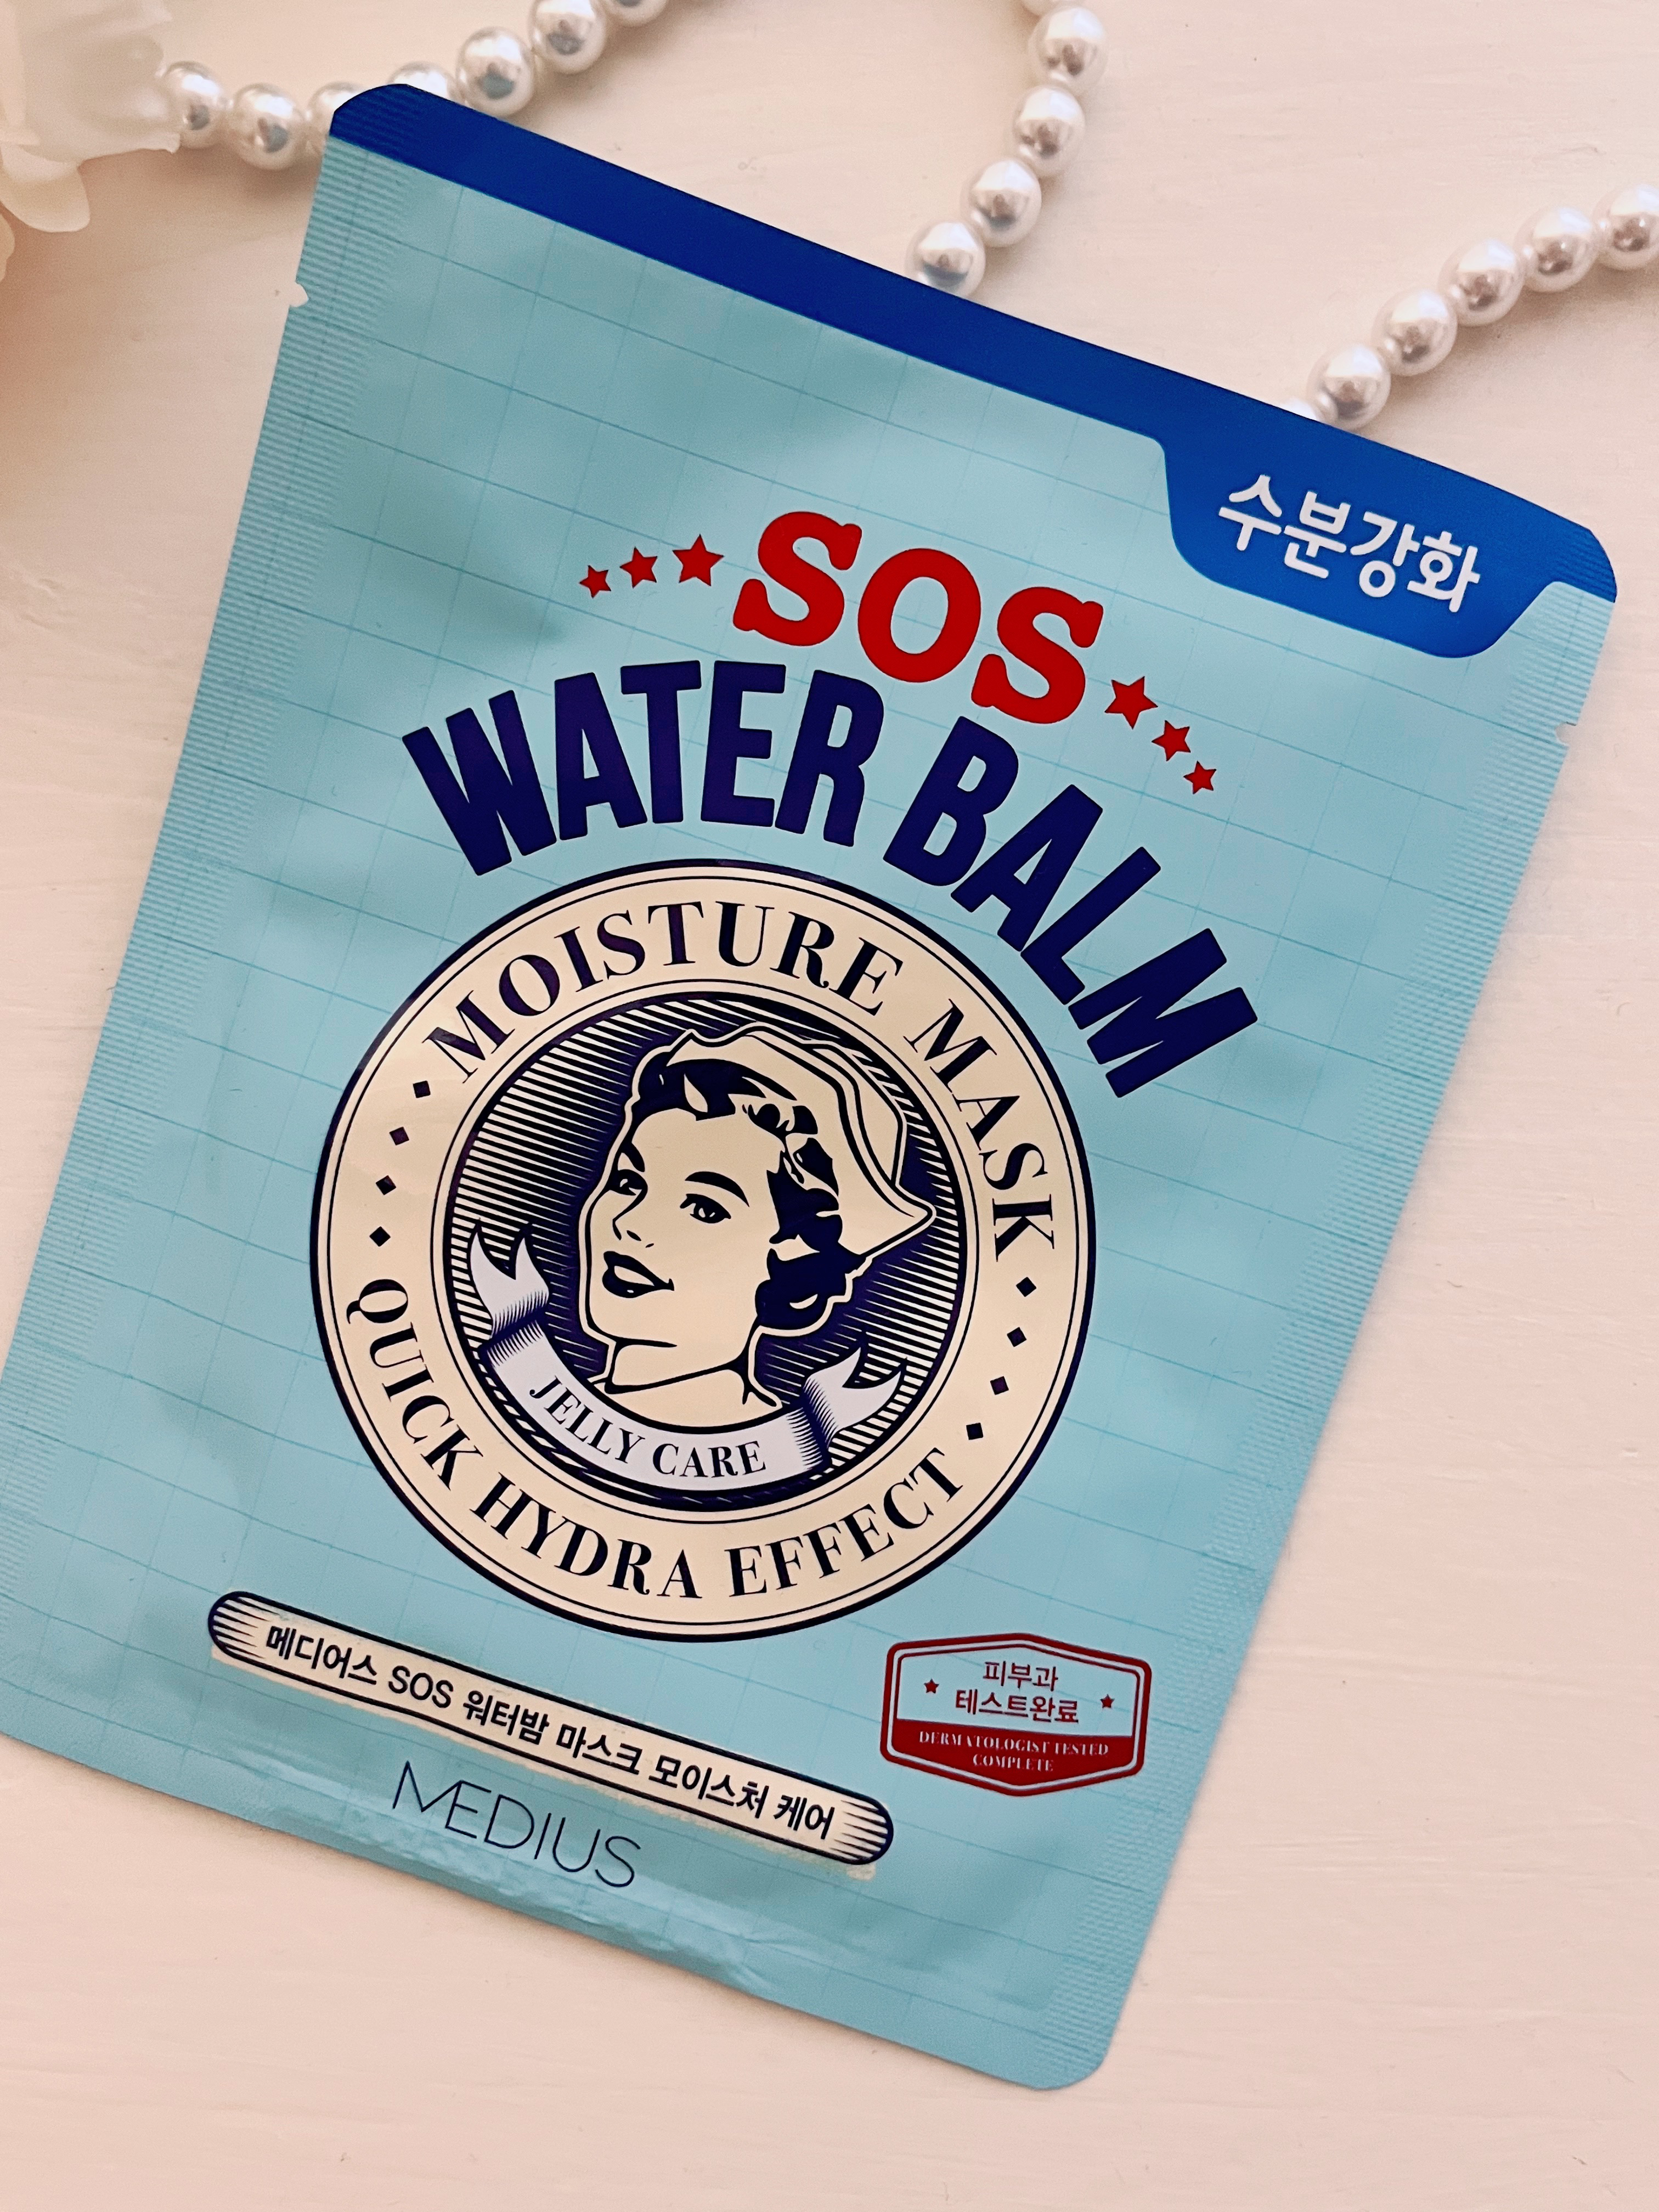 수분강화
SOS
WATER BALM
MOISTURE MASK
JELLY CARE
QUICK HYDRA EFFECT
메디어스 SOS 워터밤 마스크 모이스처 케어
피부과
테스트완료
DERMATOLOGIST TESTED
COMPLETE
MEDIUS